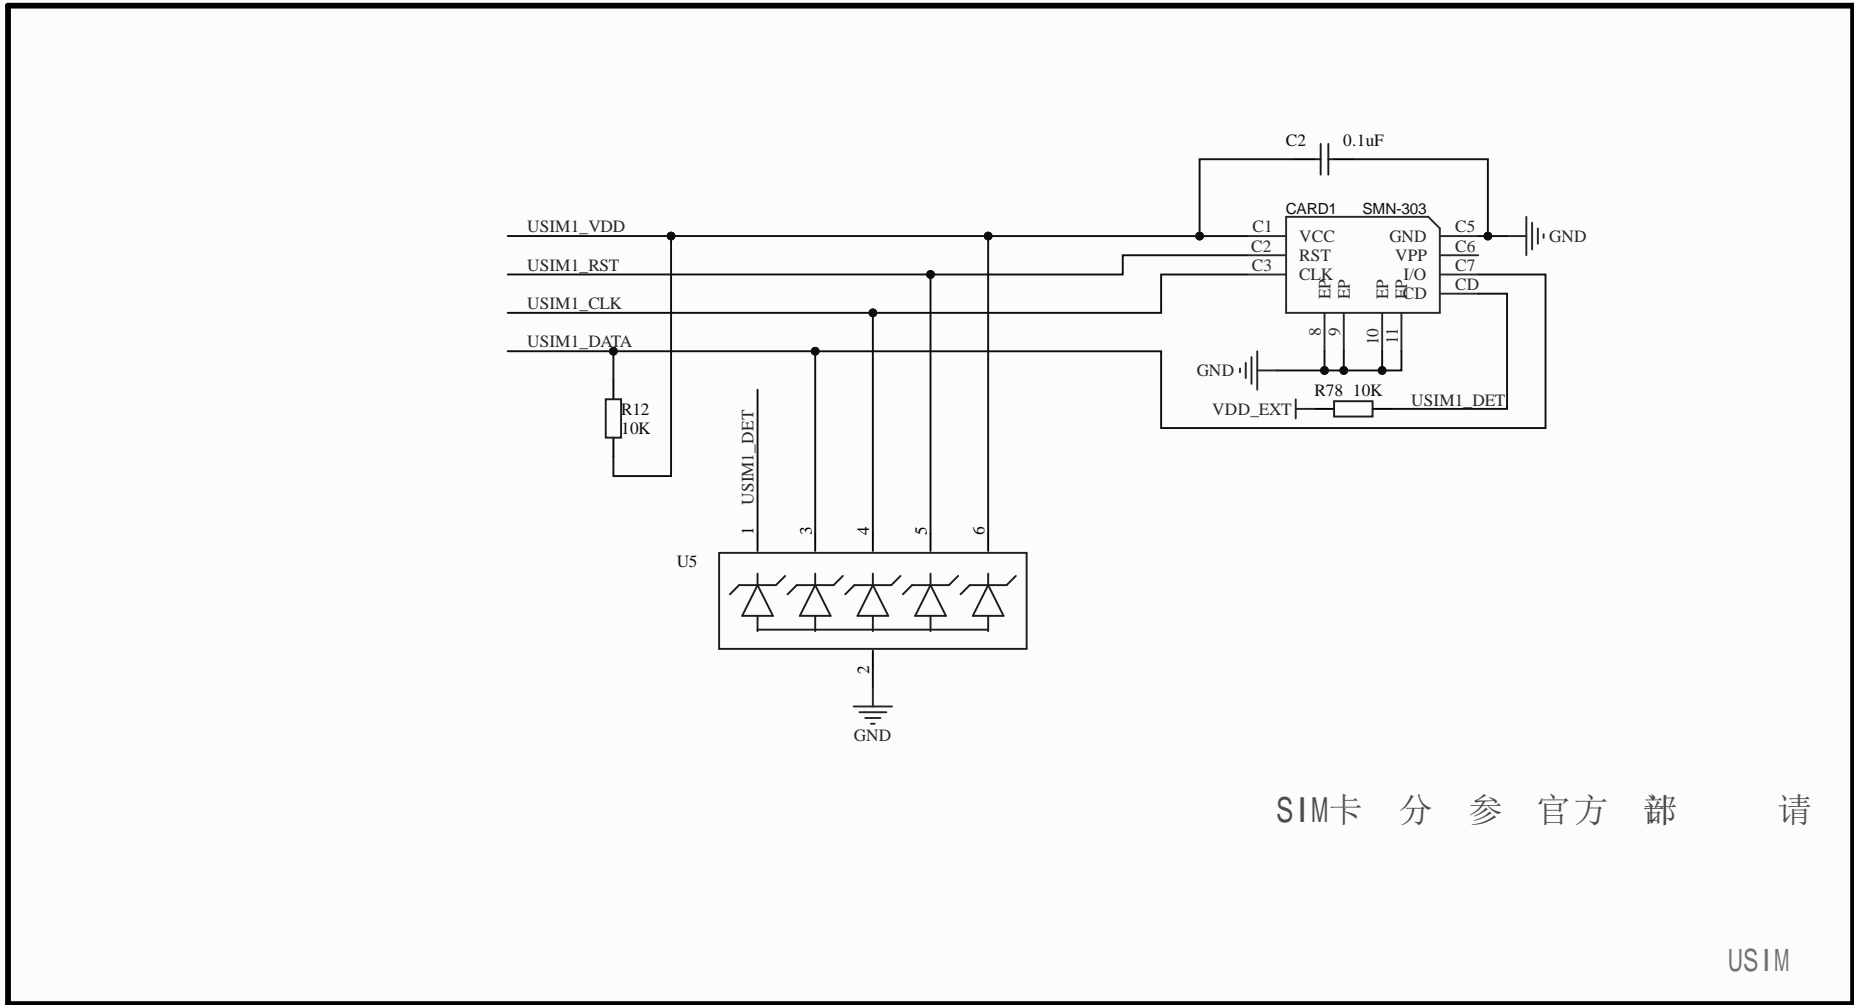 C2 0.1uF
CARD1 SMN-303
USIM1_VDD
USIM1_RST
USIM1_CLK
USIM1_DATA
C1 VCC GND C5
GND
C2 RST VPP C6
C3 CLK I/O C7
EP EP EP EP
CD CD
8 9 10 11
GND
R78 10K
VDD_EXT
USIM1_DET
R12
10K
USIM1_DET
1 3 4 5 6
U5
2
GND
SIM卡 分 参 官方 部 请
USIM